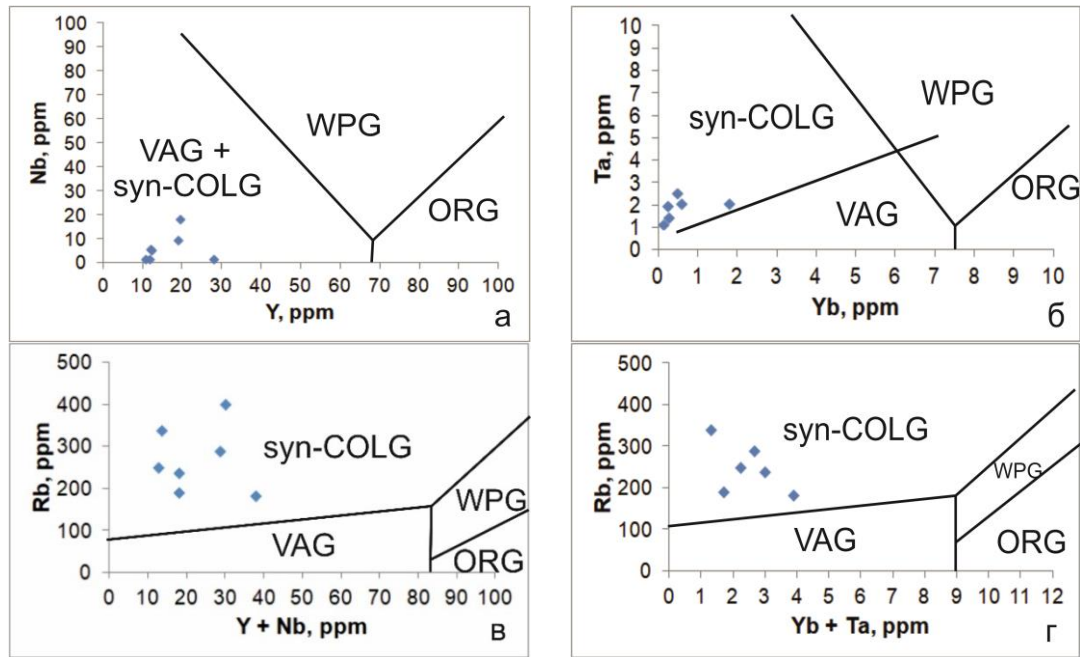 100
90
80
70
60
50
40
30
20
10
0
Nb, ppm
WPG
VAG +
syn-COLG
ORG
0 10 20 30 40 50 60 70 80 90 100
Y, ppm
а
10
9
8
7
6
5
4
3
2
1
0
Ta, ppm
WPG
syn-COLG
ORG
VAG
0 1 2 3 4 5 6 7 8 9 10
Yb, ppm
б
500
400
300
200
100
0
Rb, ppm
syn-COLG
WPG
VAG
ORG
0 10 20 30 40 50 60 70 80 90 100
Y + Nb, ppm
в
500
400
300
200
100
0
Rb, ppm
syn-COLG
WPG
VAG
ORG
0 1 2 3 4 5 6 7 8 9 10 11 12
Yb + Ta, ppm
г